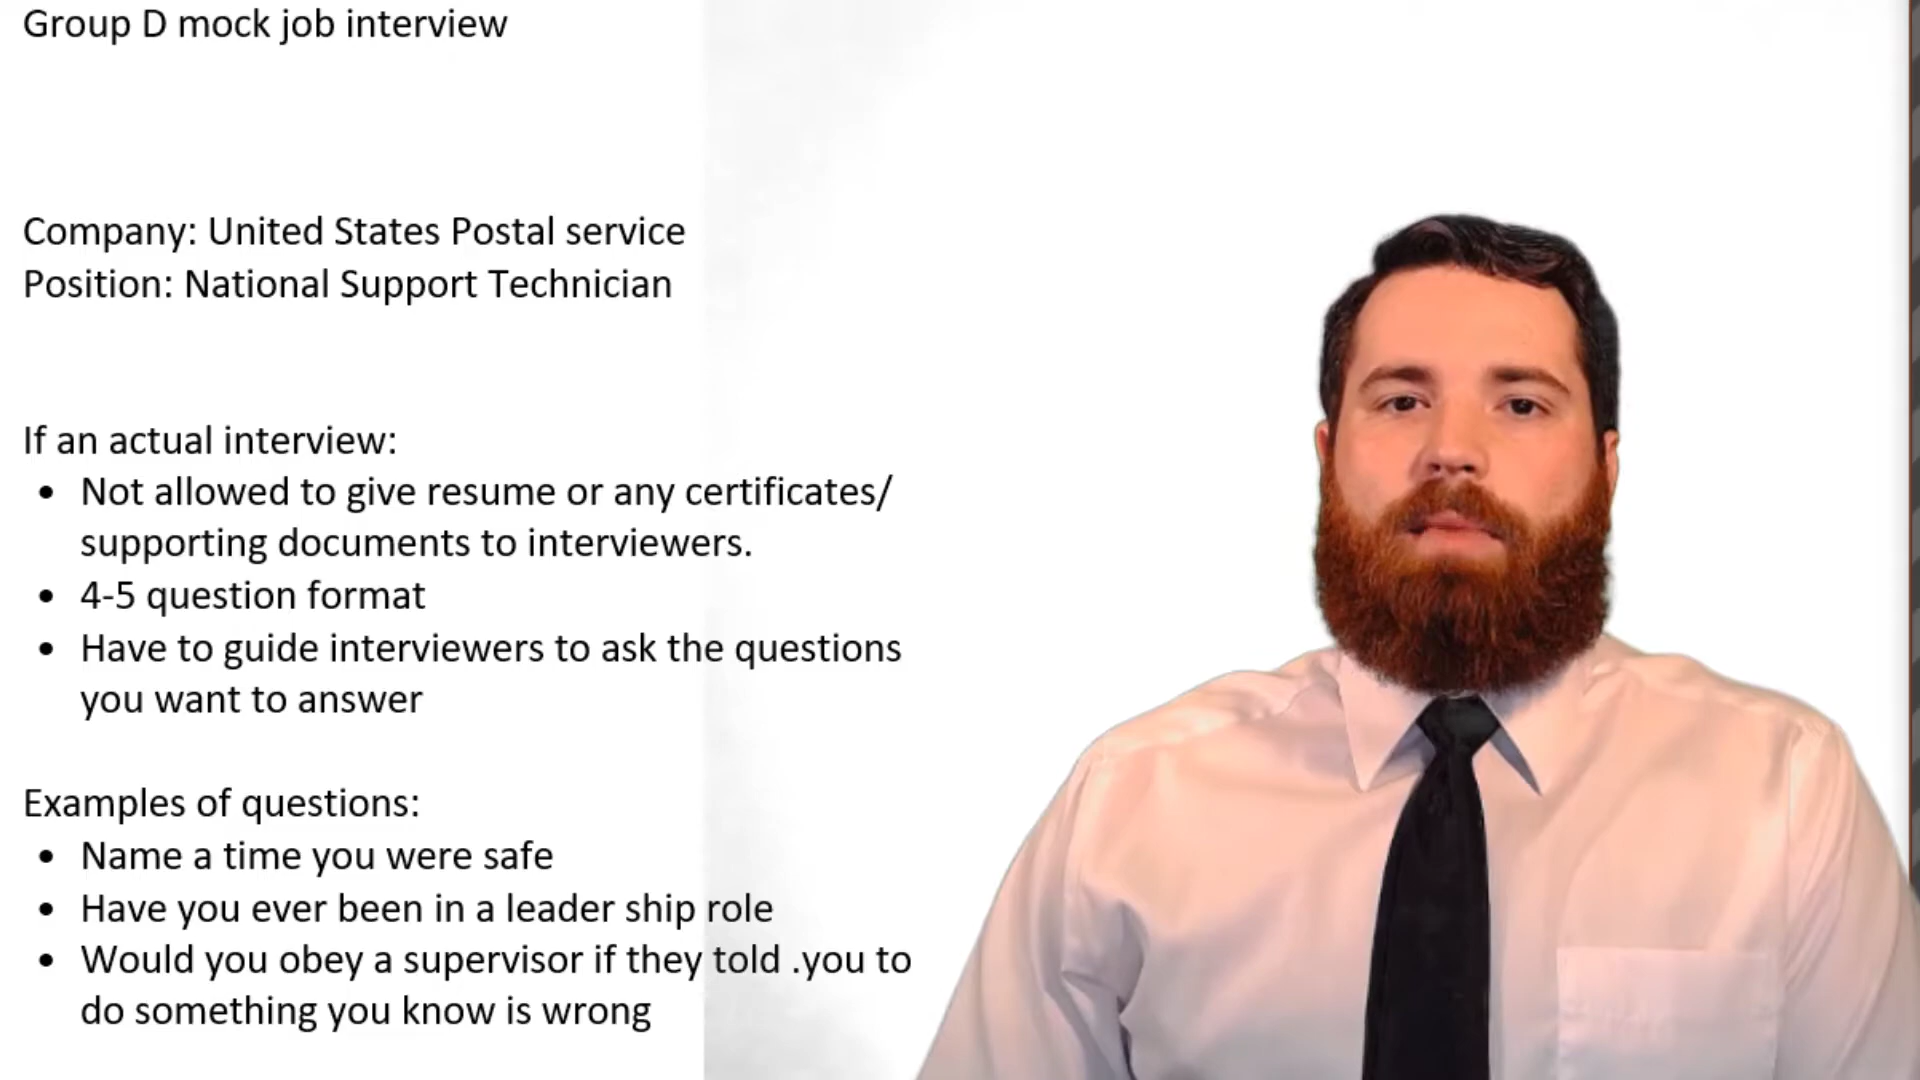 Group D mock job interview
Company: United States Postal service
Position: National Support Technician
If an actual interview:
• Not allowed to give resume or any certificates/
supporting documents to interviewers.
• 4-5 question format
• Have to guide interviewers to ask the questions
you want to answer
Examples of questions:
• Name a time you were safe
• Have you ever been in a leader ship role
• Would you obey a supervisor if they told .you to
do something you know is wrong